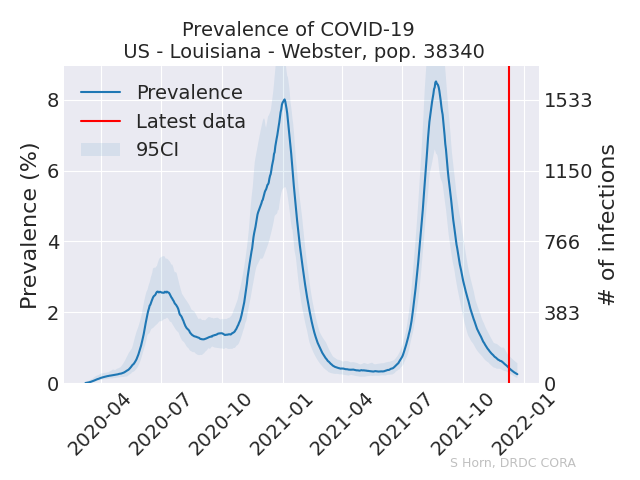 Prevalence of COVID-19
US - Louisiana - Webster, pop. 38340
Prevalence
Latest data
95CI
Prevalence (%)
8
6
4
2
0
1533
1150
766
383
0
# of infections
2020-04
2020-07
2020-10
2021-01
2021-04
2021-07
2021-10
2022-01
S Horn, DRDC CORA